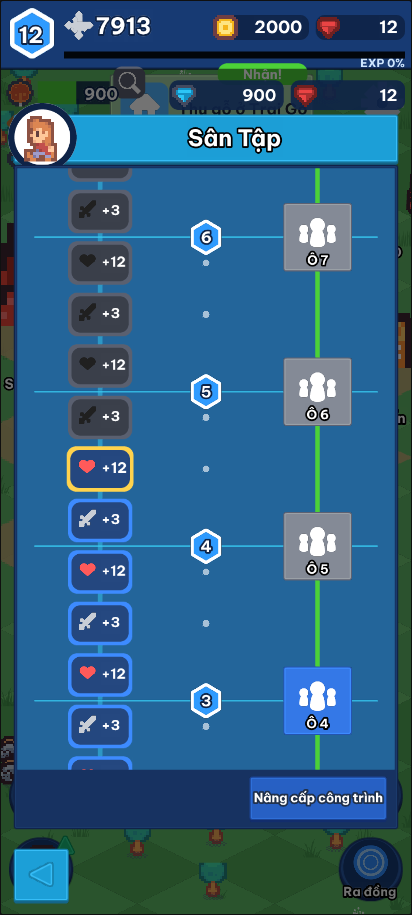 12
7913
2000
12
EXP 0%
Nhận!
900
900
12
Sân Tập
+3
6
+12
Ô 7
+3
+12
5
+3
Ô 6
+12
+3
4
+12
Ô 5
+3
+12
3
+3
Ô 4
Nâng cấp công trình
Ra đồng